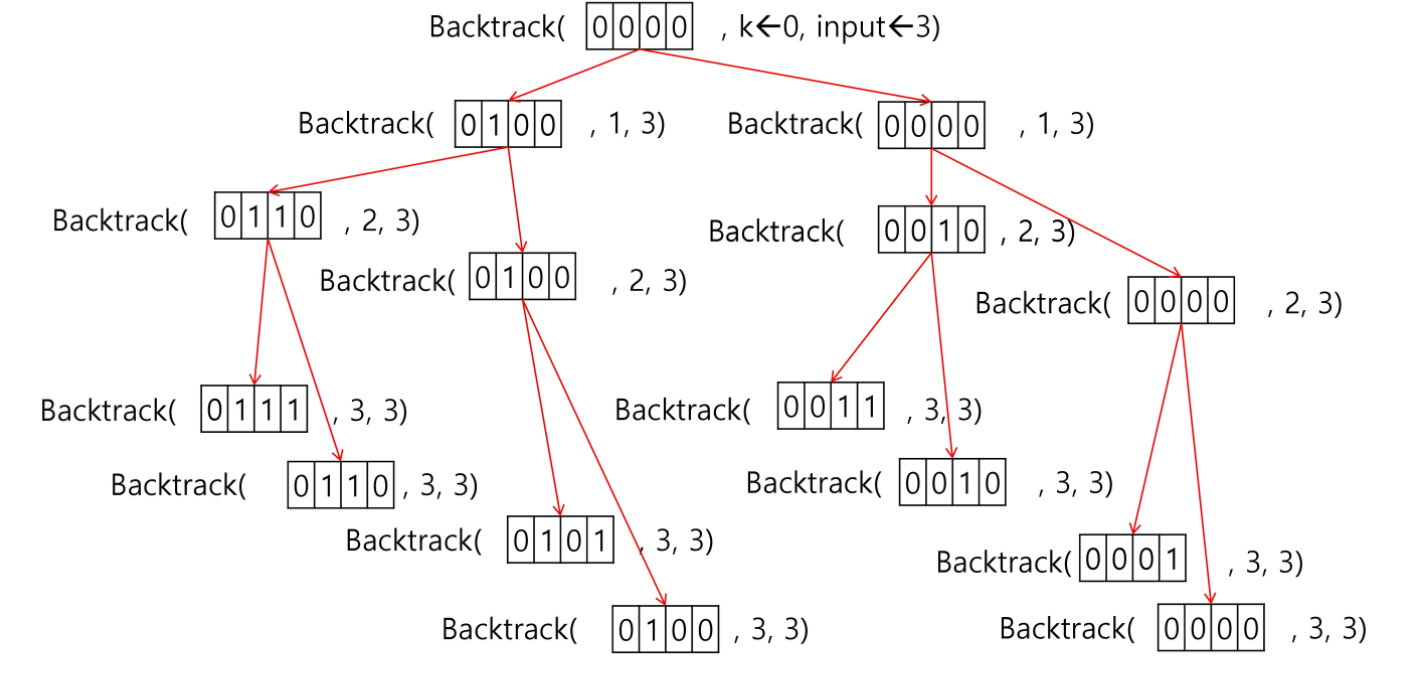 Backtrack( 0 0 0 0 , k←0, input←3)
Backtrack( 0 1 0 0 , 1, 3)
Backtrack( 0 0 0 0 , 1, 3)
Backtrack( 0 1 1 0 , 2, 3)
Backtrack( 0 0 1 0 , 2, 3)
Backtrack( 0 1 0 0 , 2, 3)
Backtrack( 0 0 0 0 , 2, 3)
Backtrack( 0 1 1 1 , 3, 3)
Backtrack( 0 0 1 1 , 3, 3)
Backtrack( 0 1 1 0 , 3, 3)
Backtrack( 0 0 1 0 , 3, 3)
Backtrack( 0 1 0 1 , 3, 3)
Backtrack( 0 0 0 1 , 3, 3)
Backtrack( 0 1 0 0 , 3, 3)
Backtrack( 0 0 0 0 , 3, 3)